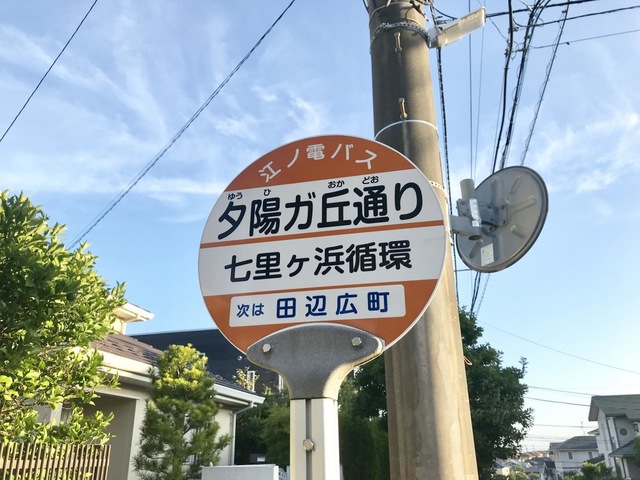 江ノ電バス
ゆう ひ おか どお
夕陽ガ丘通り
七里ヶ浜循環
次は 田辺広町